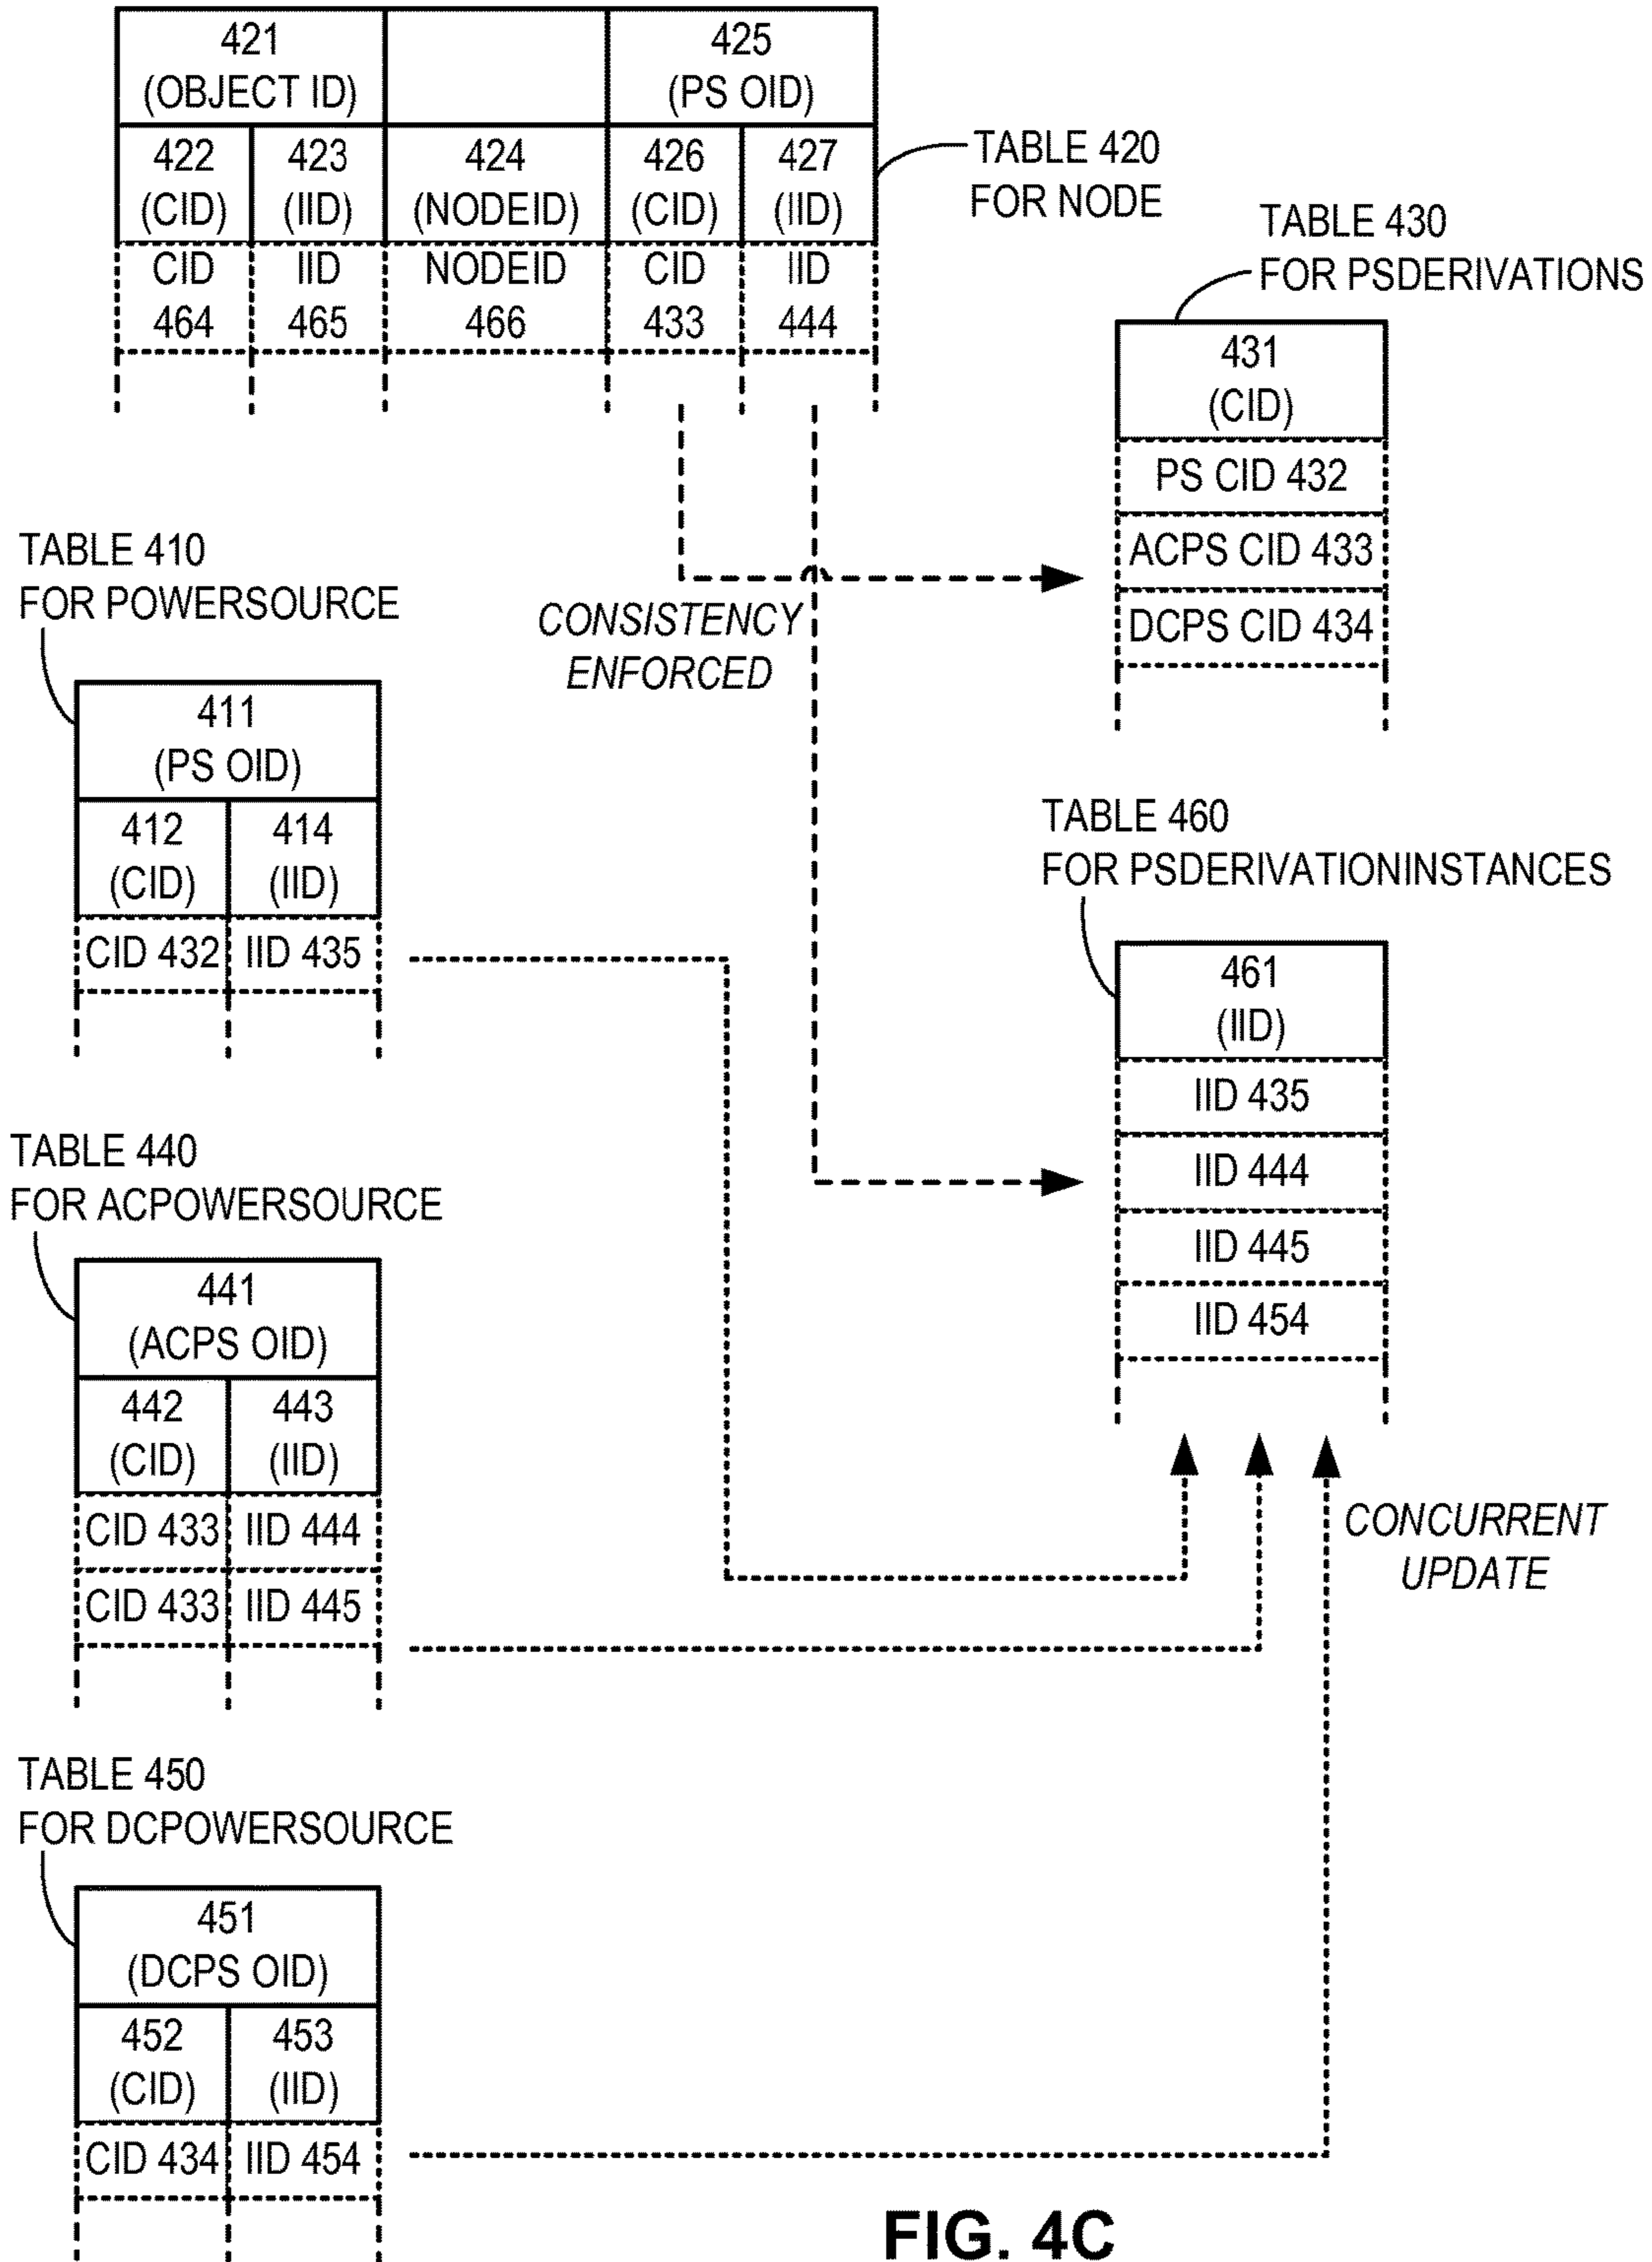 421
(OBJECT ID)
425
(PS OID)
422
(CID)
423
(IID)
424
(NODEID)
426
(CID)
427
(IID)
CID
464
IID
465
NODEID
466
CID
433
IID
444
TABLE 420
FOR NODE
TABLE 430
FOR PSDERIVATIONS
431
(CID)
PS CID 432
ACPS CID 433
DCPS CID 434
CONSISTENCY
ENFORCED
TABLE 410
FOR POWERSOURCE
411
(PS OID)
412
(CID)
414
(IID)
CID 432
IID 435
TABLE 460
FOR PSDERIVATIONINSTANCES
461
(IID)
IID 435
IID 444
IID 445
IID 454
TABLE 440
FOR ACPOWERSOURCE
441
(ACPS OID)
442
(CID)
443
(IID)
CID 433
IID 444
CID 433
IID 445
CONCURRENT
UPDATE
TABLE 450
FOR DCPOWERSOURCE
451
(DCPS OID)
452
(CID)
453
(IID)
CID 434
IID 454
FIG. 4C